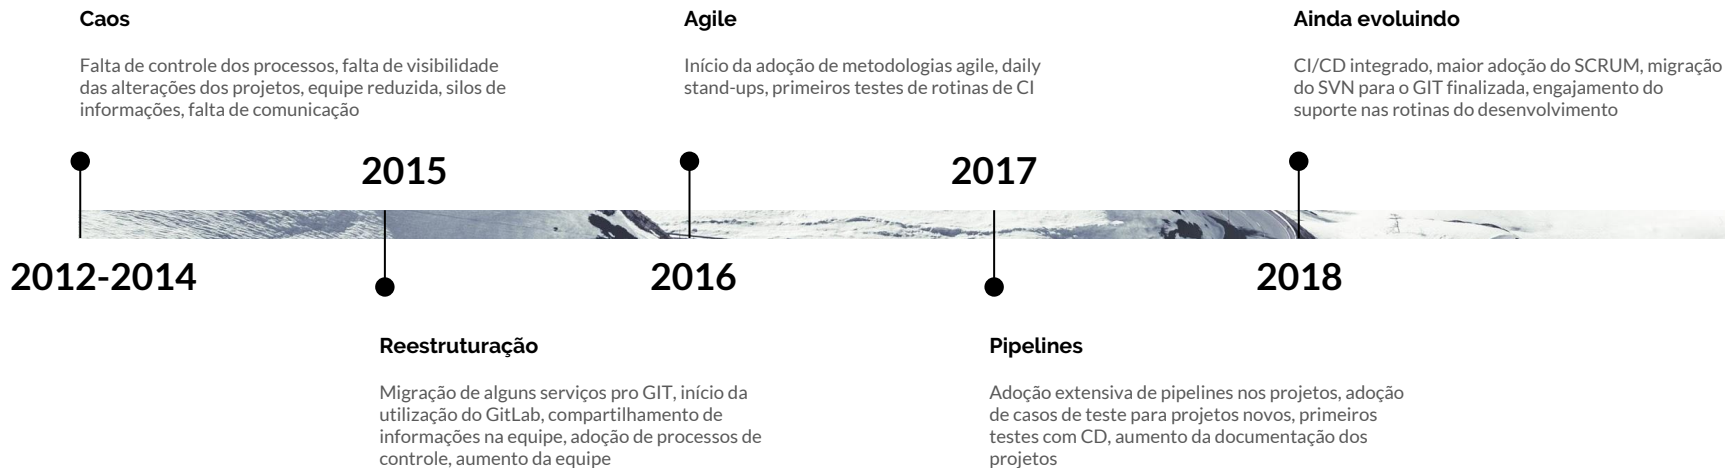 Caos
Falta de controle dos processos, falta de visibilidade
das alterações dos projetos, equipe reduzida, silos de
informações, falta de comunicação
2012-2014
2015
Reestruturação
Migração de alguns serviços pro GIT, início da
utilização do GitLab, compartilhamento de
informações na equipe, adoção de processos de
controle, aumento da equipe
Agile
Início da adoção de metodologias agile, daily
stand-ups, primeiros testes de rotinas de CI
2016
2017
Pipelines
Adoção extensiva de pipelines nos projetos, adoção
de casos de teste para projetos novos, primeiros
testes com CD, aumento da documentação dos
projetos
Ainda evoluindo
CI/CD integrado, maior adoção do SCRUM, migração
do SVN para o GIT finalizada, engajamento do
suporte nas rotinas do desenvolvimento
2018